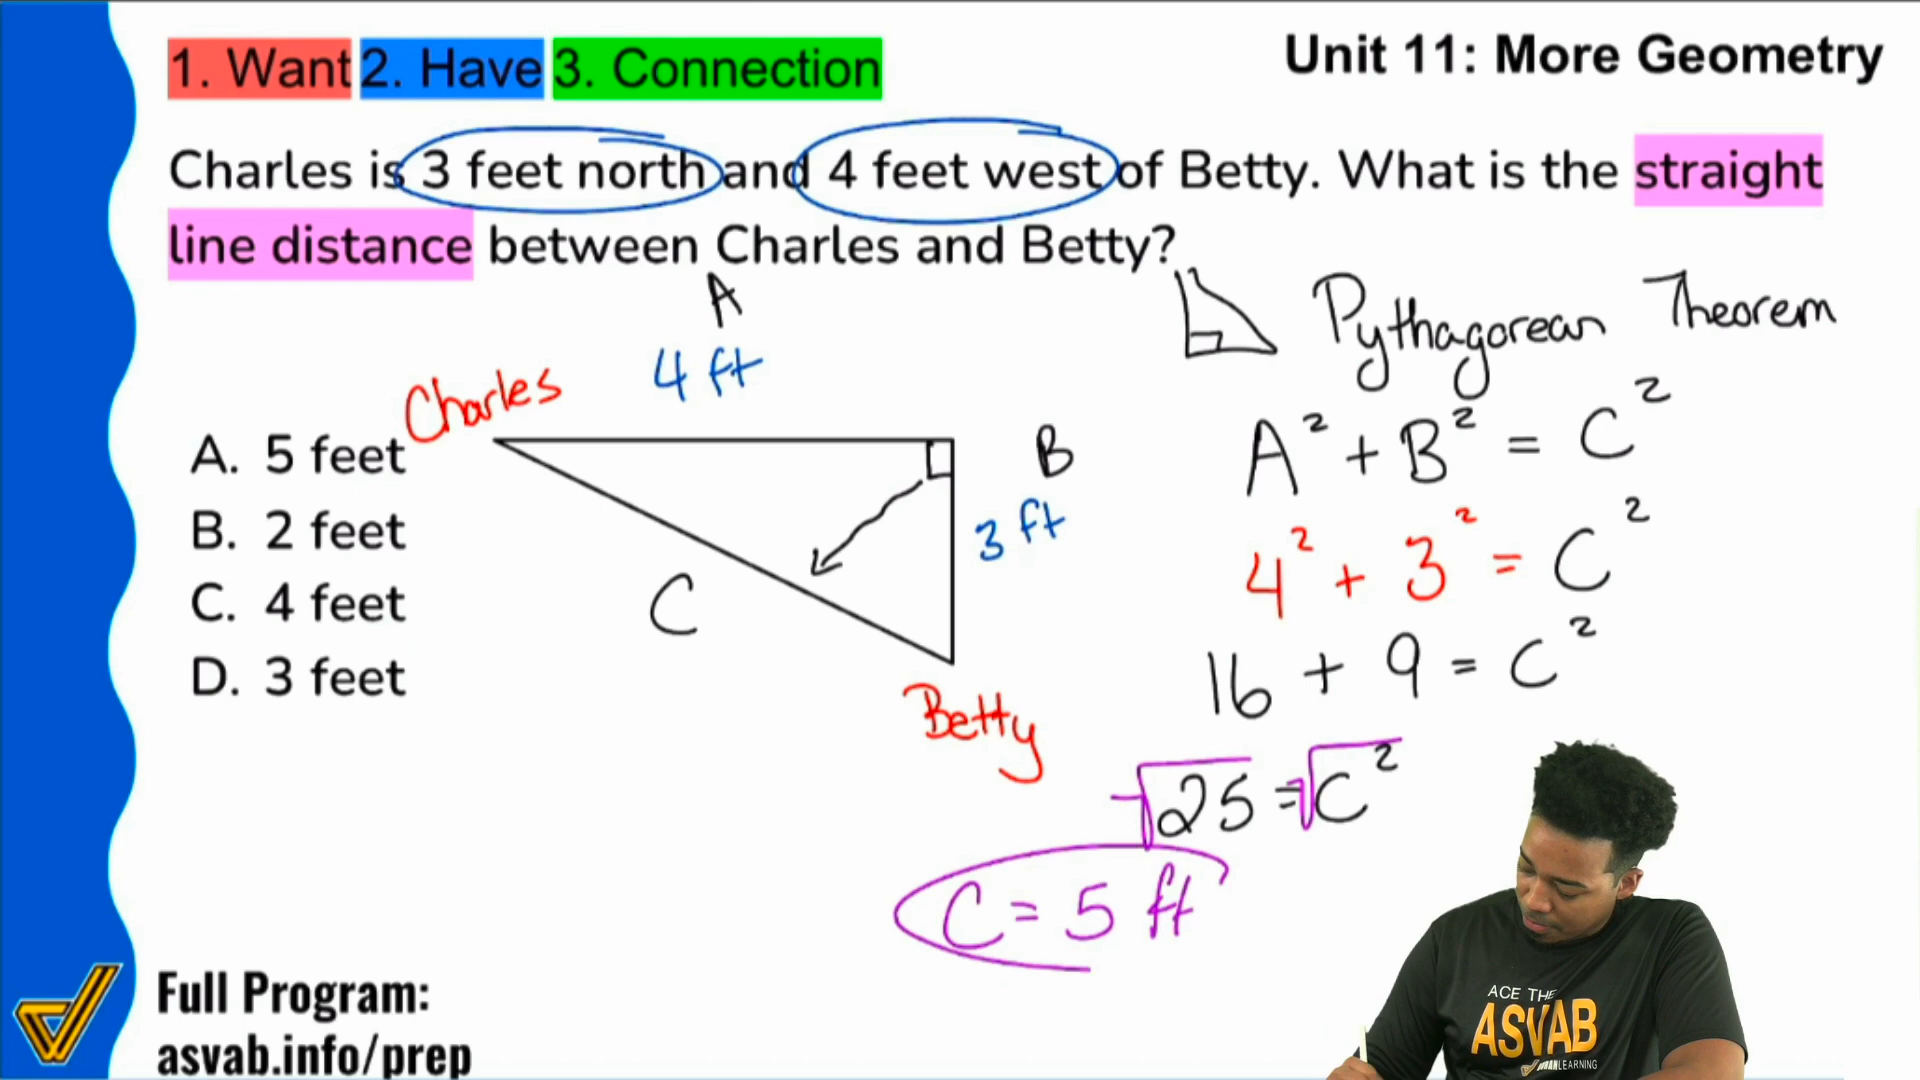 1. Want 2. Have 3. Connection
Unit 11: More Geometry
Charles is 3 feet north and 4 feet west of Betty. What is the straight
line distance between Charles and Betty?
A
4 ft
Charles
B
3 ft
C
Betty
A. 5 feet
B. 2 feet
C. 4 feet
D. 3 feet
Pythagorean Theorem
A² + B² = C²
4² + 3² = C²
16 + 9 = C²
√25 = √C²
C = 5 ft
Full Program:
asvab.info/prep
ACE THE
ASVAB
LEARNING